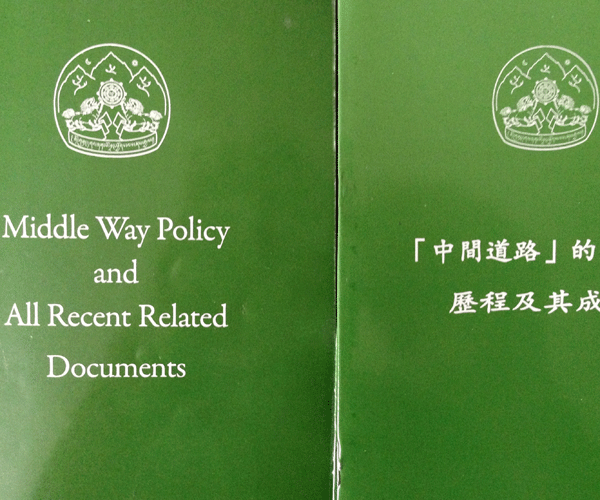 Middle Way Policy
and
All Recent Related
Documents
「中間道路」的
歷程及其成